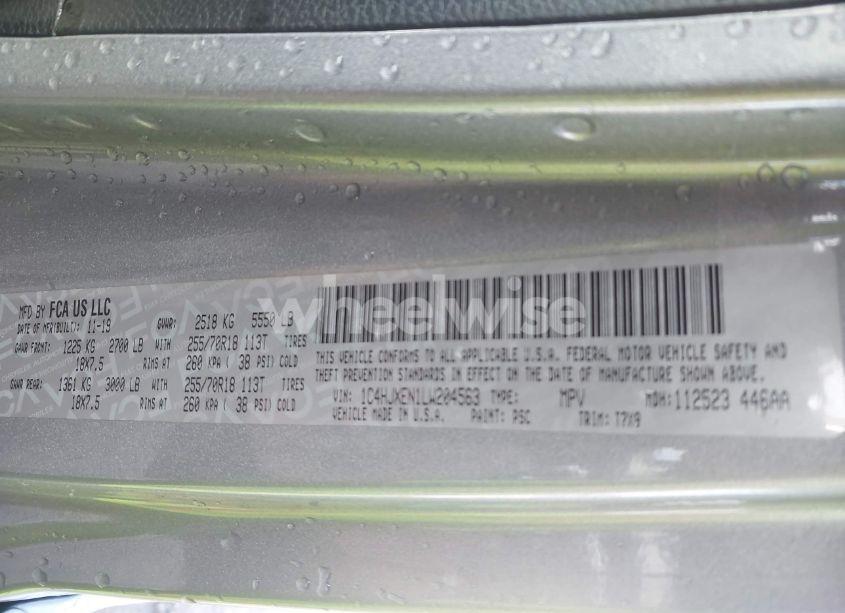 MFD BY FCA US LLC
DATE OF MFR(BUILT): 11-19 GVWR: 2518 KG 5550 LB
GAWR FRONT: 1225 KG 2700 LB WITH 255/70R18 113T TIRES
18X7.5 RIMS AT 260 KPA ( 38 PSI) COLD
GAWR REAR: 1361 KG 3000 LB WITH 255/70R18 113T TIRES
18X7.5 RIMS AT 260 KPA ( 38 PSI) COLD
THIS VEHICLE CONFORMS TO ALL APPLICABLE U.S.A. FEDERAL MOTOR VEHICLE SAFETY AND
THEFT PREVENTION STANDARDS IN EFFECT ON THE DATE OF MANUFACTURE SHOWN ABOVE.
VIN: 1C4HJXEN1LW204563 TYPE: MPV MDH: 112523 446AA
VEHICLE MADE IN U.S.A. PAINT: PSC TRIM: T7X9
wheelwise